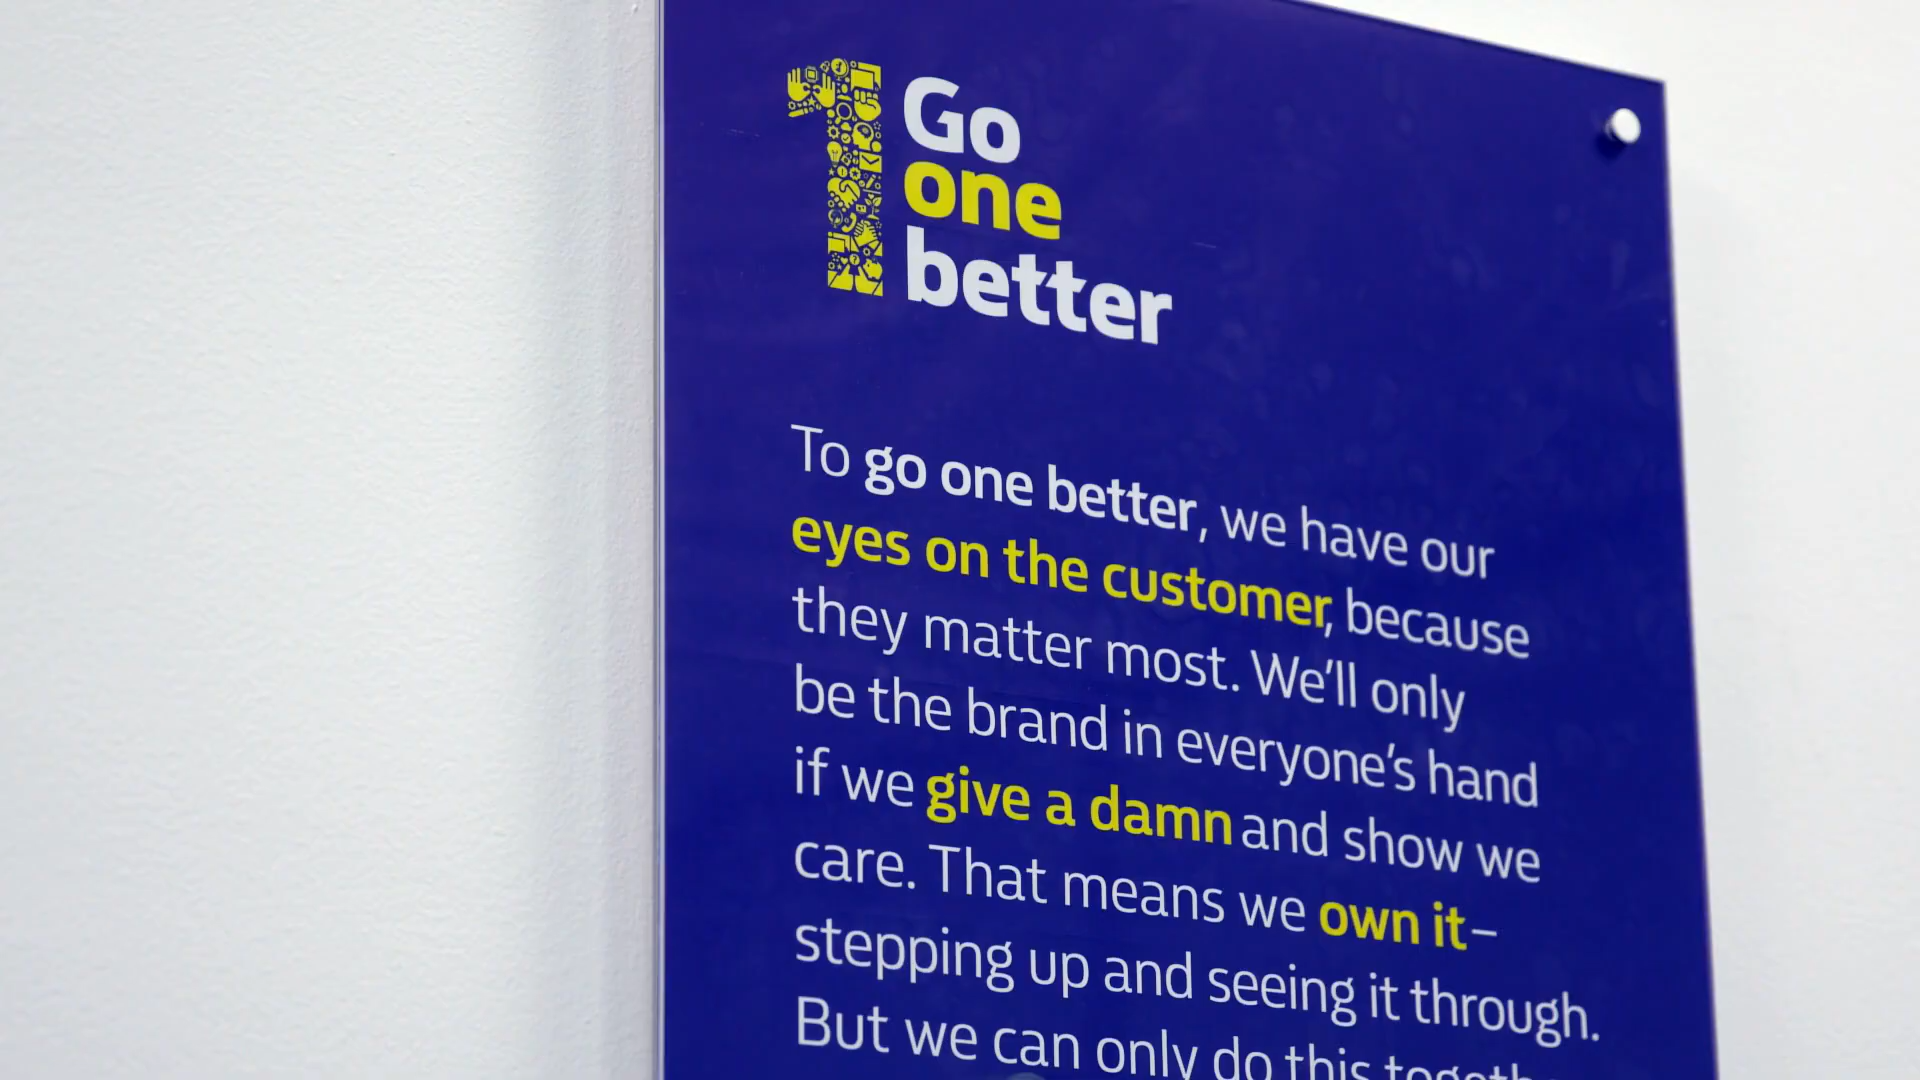 Go
one
better
To go one better, we have our
eyes on the customer, because
they matter most. We'll only
be the brand in everyone's hand
if we give a damn and show we
care. That means we own it–
stepping up and seeing it through.
But we can only do this